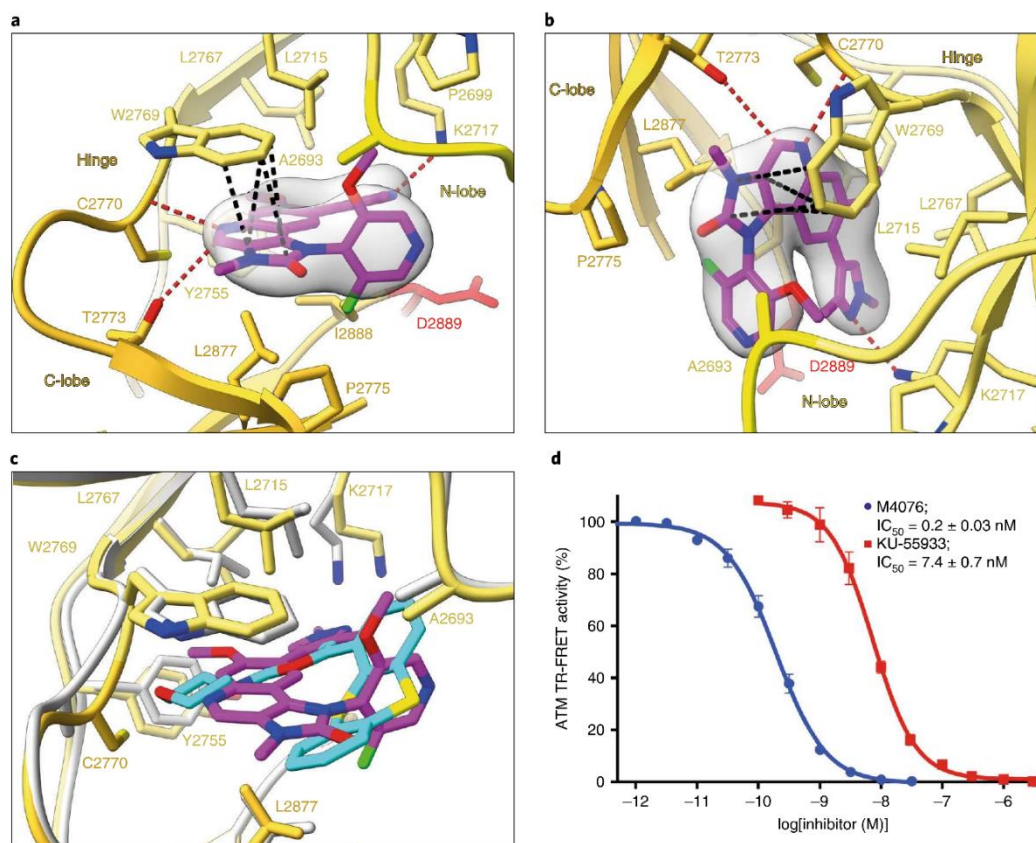 a
L2767
L2715
P2699
W2769
K2717
A2693
Hinge
N-lobe
C2770
Y2755
T2773
I2888
D2889
L2877
C-lobe
P2775
b
C2770
T2773
Hinge
C-lobe
W2769
L2877
L2767
L2715
P2775
A2693
D2889
N-lobe
K2717
c
L2715
K2717
L2767
W2769
A2693
Y2755
C2770
L2877
d
M4076;
IC50 = 0.2 ± 0.03 nM
KU-55933;
IC50 = 7.4 ± 0.7 nM
ATM TR-FRET activity (%)
100
80
60
40
20
0
−12 −11 −10 −9 −8 −7 −6
log[inhibitor (M)]